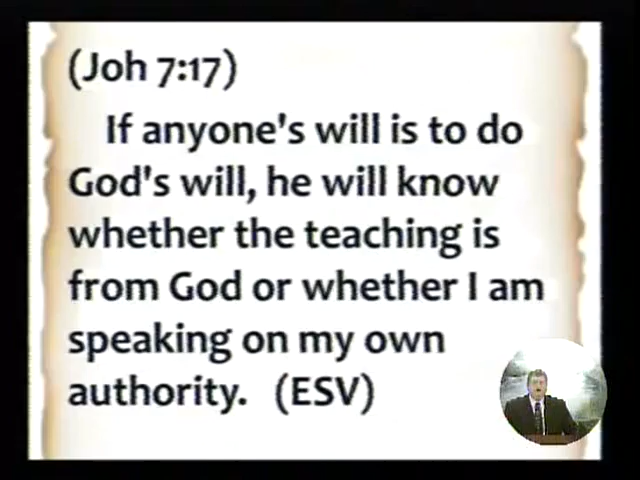 (Joh 7:17)
If anyone's will is to do
God's will, he will know
whether the teaching is
from God or whether I am
speaking on my own
authority. (ESV)